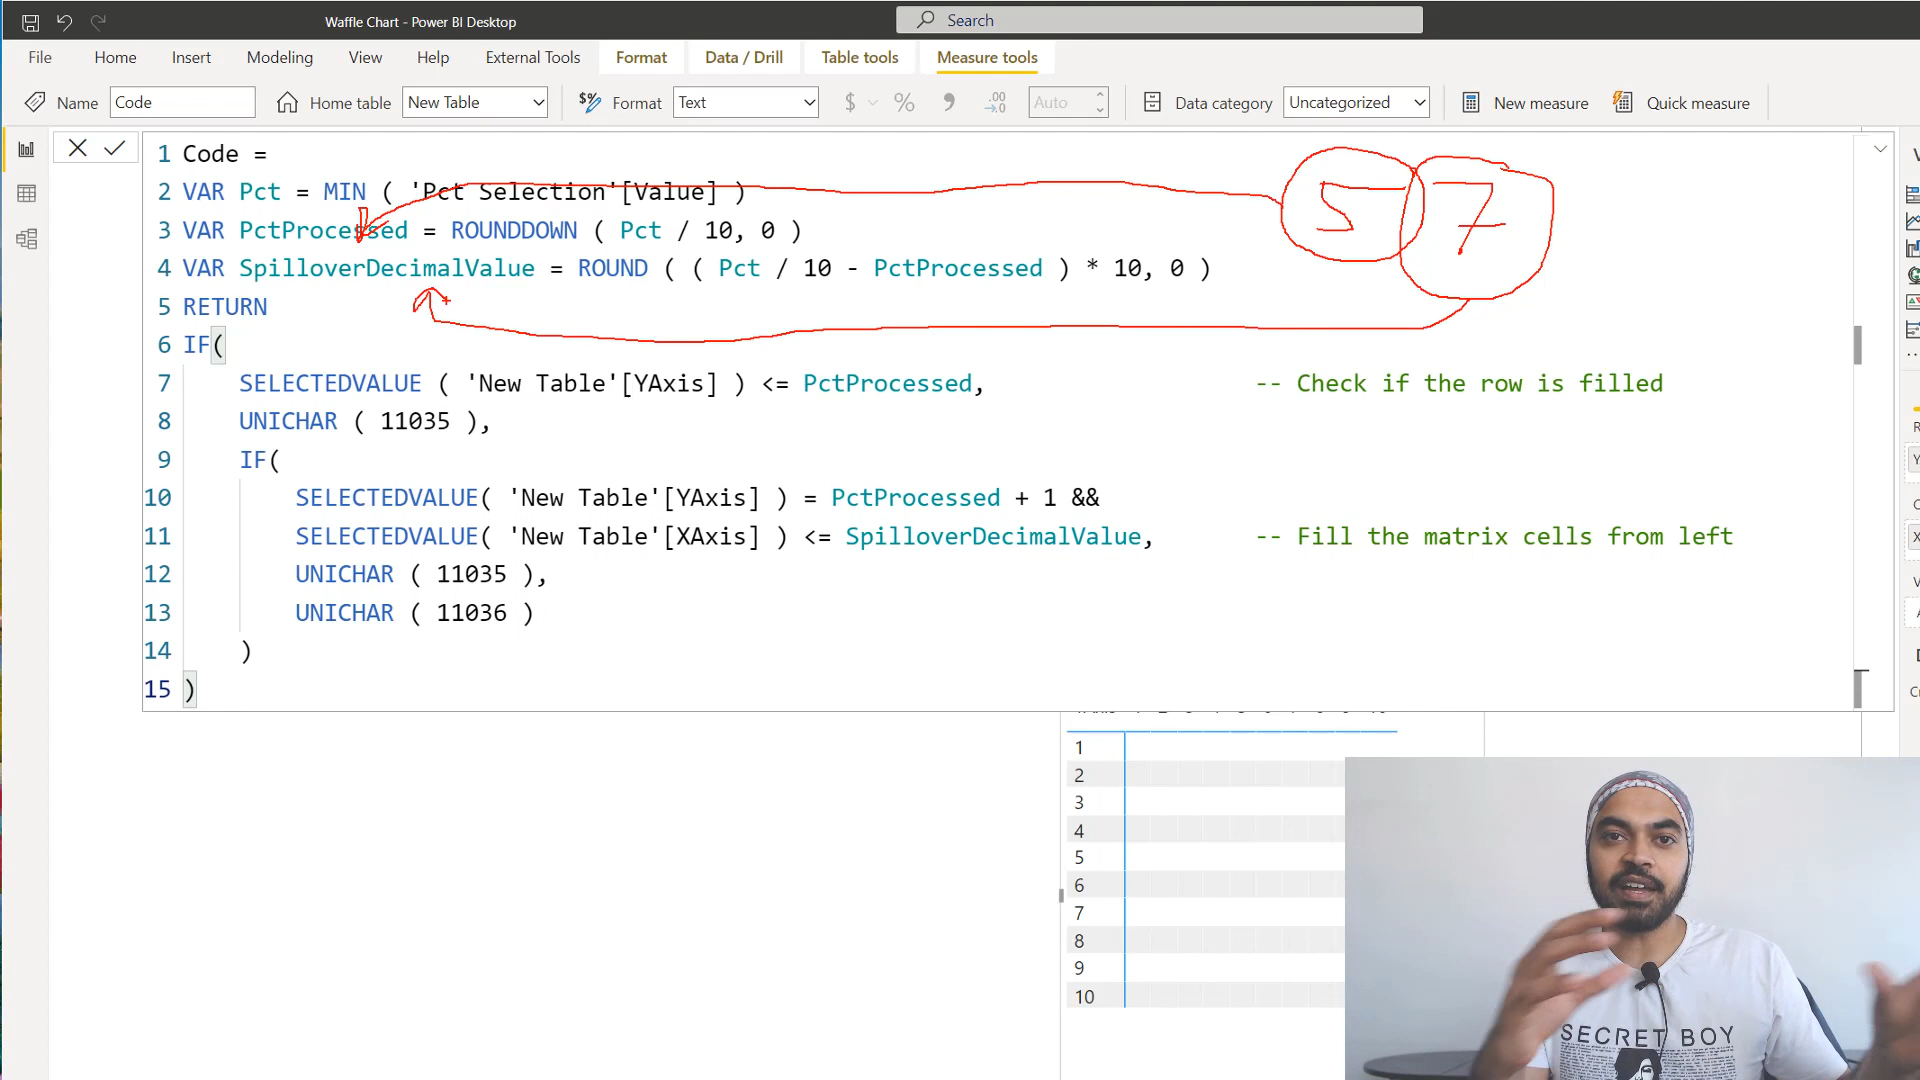 Waffle Chart - Power BI Desktop
Search
File Home Insert Modeling View Help External Tools Format Data / Drill Table tools Measure tools
Name Code Home table New Table Format Text $ % Auto Data category Uncategorized New measure Quick measure
1 Code =
2 VAR Pct = MIN ( 'Pct Selection'[Value] )
3 VAR PctProcessed = ROUNDDOWN ( Pct / 10, 0 )
4 VAR SpilloverDecimalValue = ROUND ( ( Pct / 10 - PctProcessed ) * 10, 0 )
5 RETURN
6 IF(
7 SELECTEDVALUE ( 'New Table'[YAxis] ) <= PctProcessed, -- Check if the row is filled
8 UNICHAR ( 11035 ),
9 IF(
10 SELECTEDVALUE( 'New Table'[YAxis] ) = PctProcessed + 1 &&
11 SELECTEDVALUE( 'New Table'[XAxis] ) <= SpilloverDecimalValue, -- Fill the matrix cells from left
12 UNICHAR ( 11035 ),
13 UNICHAR ( 11036 )
14 )
15 )
5 7
1
2
3
4
5
6
7
8
9
10
SECRET BOY